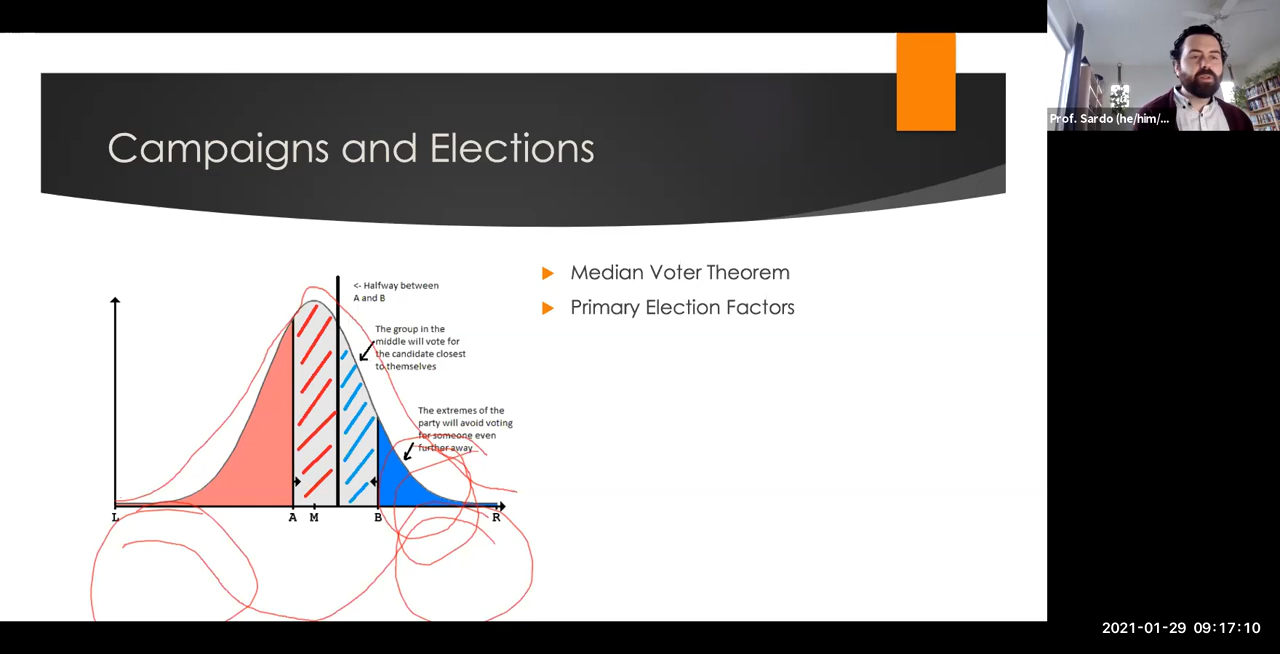 Prof. Sardo (he/him/...
Campaigns and Elections
<- Halfway between
A and B
The group in the
middle will vote for
the candidate closest
to themselves
The extremes of the
party will avoid voting
for someone even
further away
L A M B R
Median Voter Theorem
Primary Election Factors
2021-01-29 09:17:10